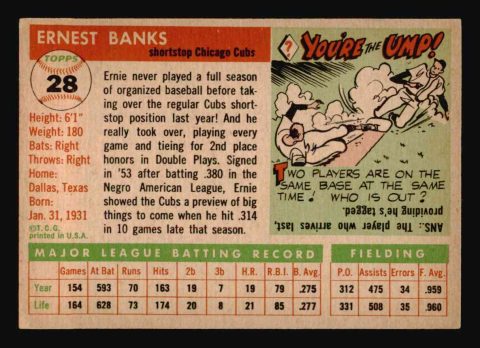 ERNEST BANKS
shortstop Chicago Cubs
TOPPS
28
Height: 6'1"
Weight: 180
Bats: Right
Throws: Right
Home:
Dallas, Texas
Born:
Jan. 31, 1931
©T.C.G.
printed in U.S.A.
Ernie never played a full season
of organized baseball before tak-
ing over the regular Cubs short-
stop position last year! And he
really took over, playing every
game and tieing for 2nd place
honors in Double Plays. Signed
in '53 after batting .380 in the
Negro American League, Ernie
showed the Cubs a preview of big
things to come when he hit .314
in 10 games late that season.
?
YOU'RE THE UMP!
TWO PLAYERS ARE ON THE
SAME BASE AT THE SAME
TIME! WHO IS OUT?
ANS.: The player who arrives last,
providing he's tagged.
MAJOR LEAGUE BATTING RECORD
FIELDING
Games At Bat Runs Hits 2b 3b H.R. R.B.I. B. Avg. P.O. Assists Errors F. Avg.
Year 154 593 70 163 19 7 19 79 .275 312 475 34 .959
Life 164 628 73 174 20 8 21 85 .277 331 508 35 .960